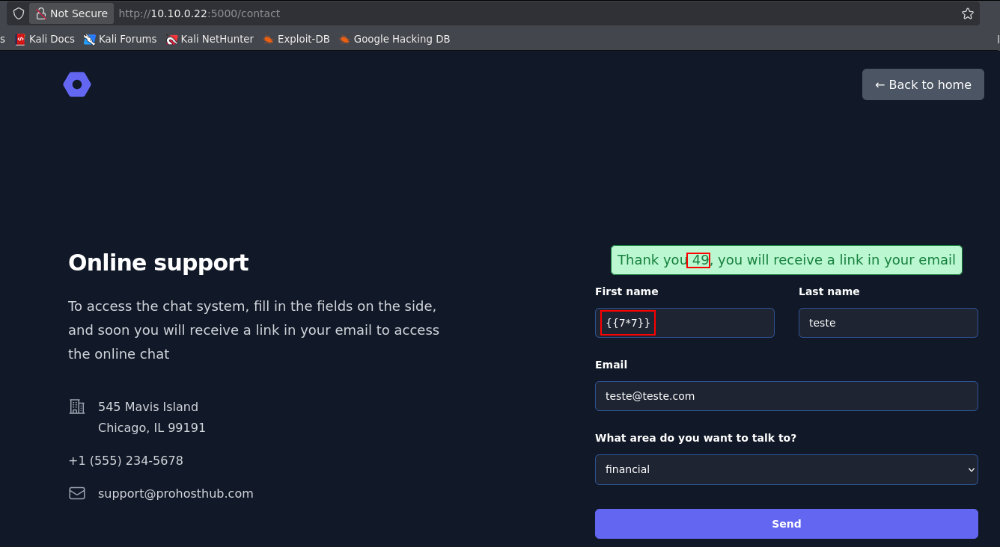 Not Secure http://10.10.0.22:5000/contact
s Kali Docs Kali Forums Kali NetHunter Exploit-DB Google Hacking DB
← Back to home
Online support
To access the chat system, fill in the fields on the side,
and soon you will receive a link in your email to access
the online chat
545 Mavis Island
Chicago, IL 99191
+1 (555) 234-5678
support@prohosthub.com
Thank you 49, you will receive a link in your email
First name Last name
{{7*7}} teste
Email
teste@teste.com
What area do you want to talk to?
financial
Send